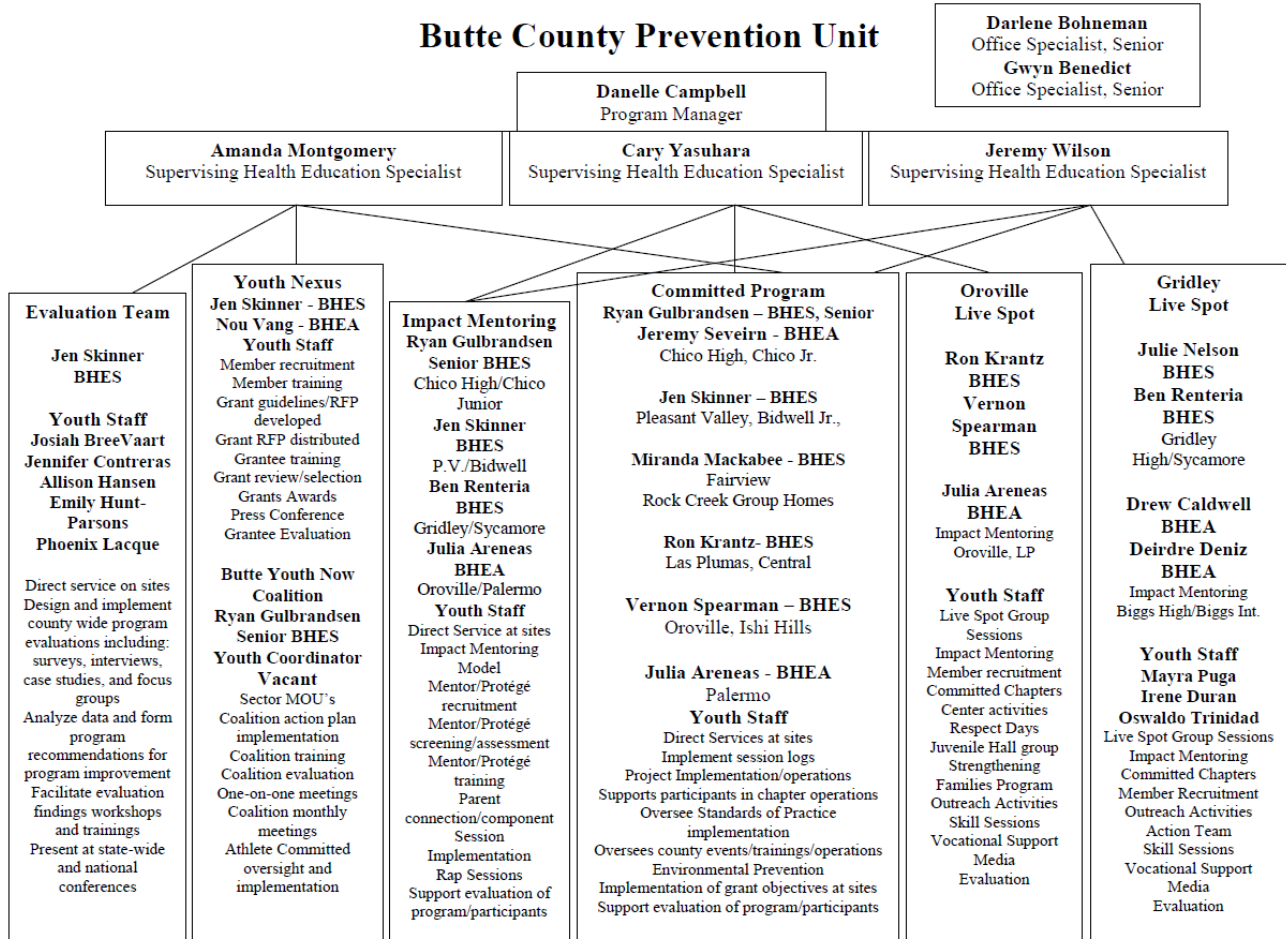 Butte County Prevention Unit
Darlene Bohneman
Office Specialist, Senior
Gwyn Benedict
Office Specialist, Senior
Danelle Campbell
Program Manager
Amanda Montgomery
Supervising Health Education Specialist
Cary Yasuhara
Supervising Health Education Specialist
Jeremy Wilson
Supervising Health Education Specialist
Evaluation Team
Jen Skinner
BHES
Youth Staff
Josiah BreeVaart
Jennifer Contreras
Allison Hansen
Emily Hunt-
Parsons
Phoenix Lacque
Direct service on sites
Design and implement
county wide program
evaluations including:
surveys, interviews,
case studies, and focus
groups
Analyze data and form
program
recommendations for
program improvement
Facilitate evaluation
findings workshops
and trainings
Present at state-wide
and national
conferences
Youth Nexus
Jen Skinner - BHES
Nou Vang - BHEA
Youth Staff
Member recruitment
Member training
Grant guidelines/RFP
developed
Grant RFP distributed
Grantee training
Grant review/selection
Grants Awards
Press Conference
Grantee Evaluation
Butte Youth Now
Coalition
Ryan Gulbrandsen
Senior BHES
Youth Coordinator
Vacant
Sector MOU's
Coalition action plan
implementation
Coalition training
Coalition evaluation
One-on-one meetings
Coalition monthly
meetings
Athlete Committed
oversight and
implementation
Impact Mentoring
Ryan Gulbrandsen
Senior BHES
Chico High/Chico
Junior
Jen Skinner
BHES
P.V./Bidwell
Ben Renteria
BHES
Gridley/Sycamore
Julia Areneas
BHEA
Oroville/Palermo
Youth Staff
Direct Service at sites
Impact Mentoring
Model
Mentor/Protégé
recruitment
Mentor/Protégé
screening/assessment
Mentor/Protégé
training
Parent
connection/component
Session
Implementation
Rap Sessions
Support evaluation of
program/participants
Committed Program
Ryan Gulbrandsen – BHES, Senior
Jeremy Seveirn - BHEA
Chico High, Chico Jr.
Jen Skinner – BHES
Pleasant Valley, Bidwell Jr.,
Miranda Mackabee - BHES
Fairview
Rock Creek Group Homes
Ron Krantz- BHES
Las Plumas, Central
Vernon Spearman – BHES
Oroville, Ishi Hills
Julia Areneas - BHEA
Palermo
Youth Staff
Direct Services at sites
Implement session logs
Project Implementation/operations
Supports participants in chapter operations
Oversee Standards of Practice
implementation
Oversees county events/trainings/operations
Environmental Prevention
Implementation of grant objectives at sites
Support evaluation of program/participants
Oroville
Live Spot
Ron Krantz
BHES
Vernon
Spearman
BHES
Julia Areneas
BHEA
Impact Mentoring
Oroville, LP
Youth Staff
Live Spot Group
Sessions
Impact Mentoring
Member recruitment
Committed Chapters
Center activities
Respect Days
Juvenile Hall group
Strengthening
Families Program
Outreach Activities
Skill Sessions
Vocational Support
Media
Evaluation
Gridley
Live Spot
Julie Nelson
BHES
Ben Renteria
BHES
Gridley
High/Sycamore
Drew Caldwell
BHEA
Deirdre Deniz
BHEA
Impact Mentoring
Biggs High/Biggs Int.
Youth Staff
Mayra Puga
Irene Duran
Oswaldo Trinidad
Live Spot Group Sessions
Impact Mentoring
Committed Chapters
Member Recruitment
Outreach Activities
Action Team
Skill Sessions
Vocational Support
Media
Evaluation